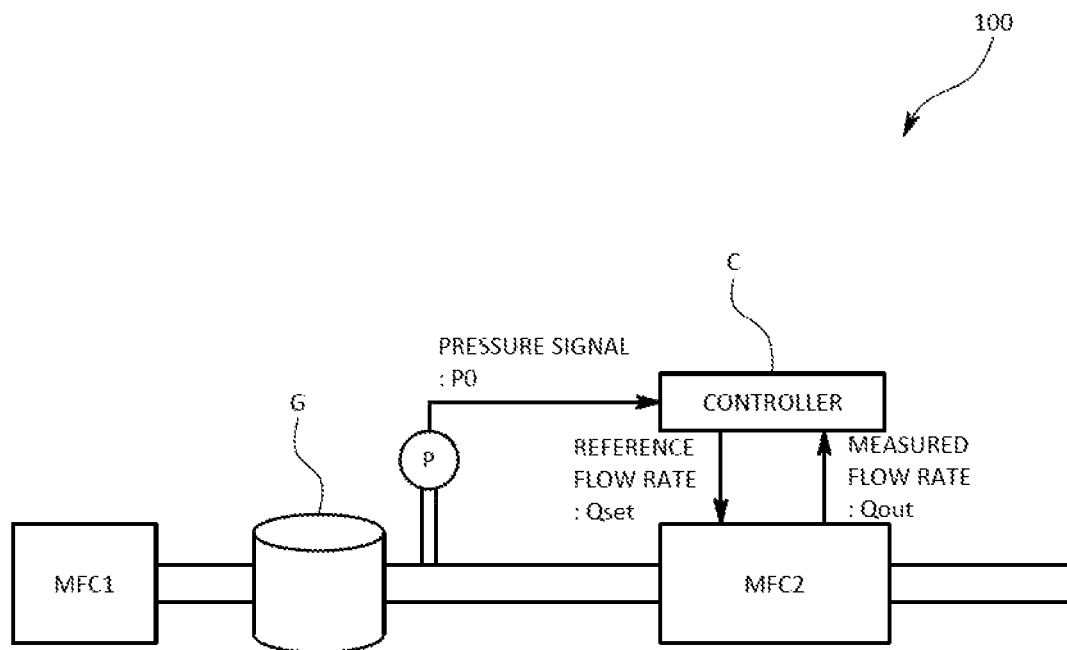 100
C
PRESSURE SIGNAL
: P0
G
CONTROLLER
P
REFERENCE
FLOW RATE
: Qset
MEASURED
FLOW RATE
: Qout
MFC1
MFC2